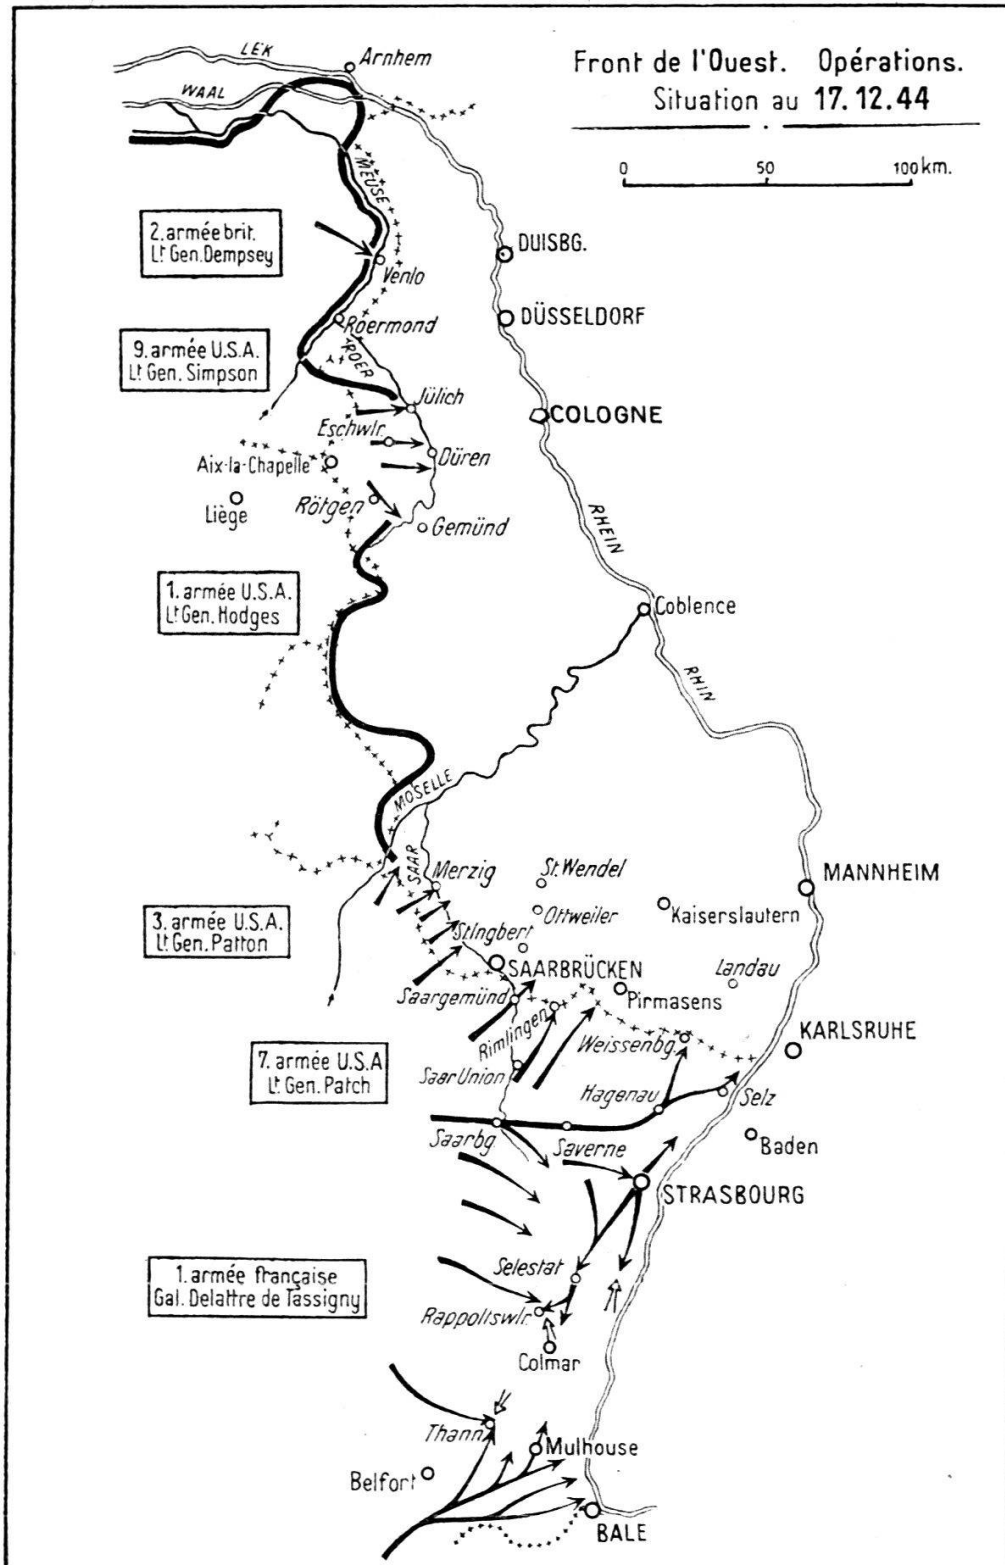 Front de l'Ouest. Opérations.
Situation au 17.12.44
0 50 100 km.
LEK
Arnhem
WAAL
MEUSE
2. armée brit.
Lt Gen. Dempsey
DUISBG.
Venlo
Roermond
DÜSSELDORF
9. armée U.S.A.
Lt Gen. Simpson
ROER
Jülich
COLOGNE
Eschwlr.
Düren
Aix-la-Chapelle
Liège
Rötgen
Gemünd
RHEIN
1. armée U.S.A.
Lt Gen. Hodges
Coblence
RHIN
MOSELLE
SAAR
Merzig
St. Wendel
MANNHEIM
Ottweiler
Kaiserslautern
3. armée U.S.A.
Lt Gen. Patton
St Ingbert
SAARBRÜCKEN
Landau
Saargemünd
Pirmasens
Rimlingen
Weissenbg.
KARLSRUHE
7. armée U.S.A
Lt Gen. Patch
Saar Union
Hagenau
Selz
Saarbg
Saverne
Baden
STRASBOURG
Selestat
1. armée française
Gal. Delattre de Tassigny
Rappoltswlr.
Colmar
Thann
Mulhouse
Belfort
BALE